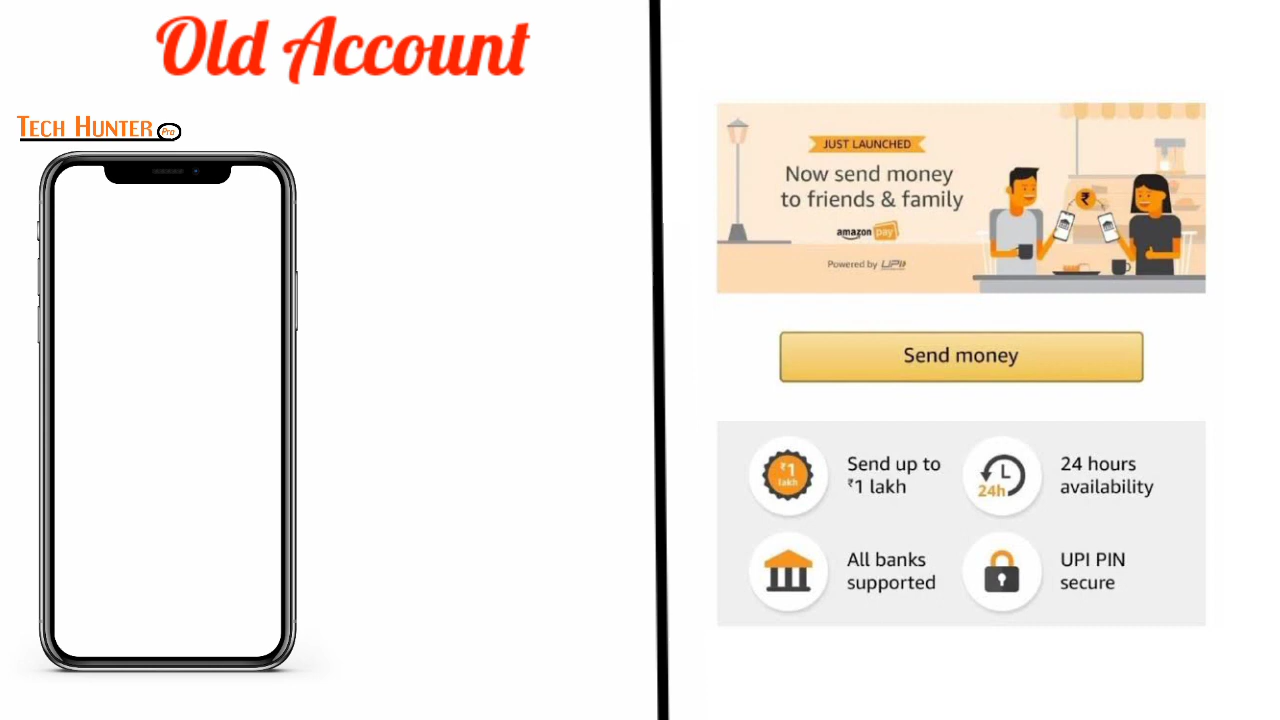 Old Account
TECH HUNTER Pro
JUST LAUNCHED
Now send money
to friends & family
amazon pay
Powered by UPI
Send money
₹1
lakh
Send up to
₹1 lakh
24h
24 hours
availability
All banks
supported
UPI PIN
secure
₹